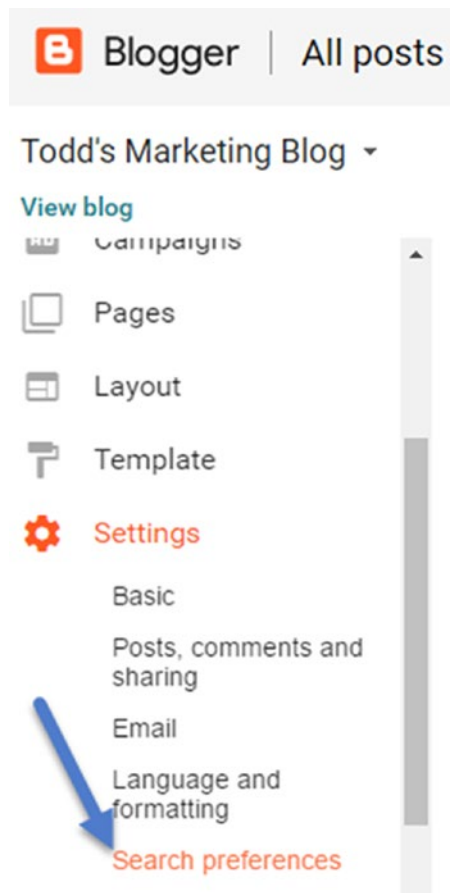 Blogger | All posts
Todd's Marketing Blog
View blog
Campaigns
Pages
Layout
Template
Settings
Basic
Posts, comments and
sharing
Email
Language and
formatting
Search preferences